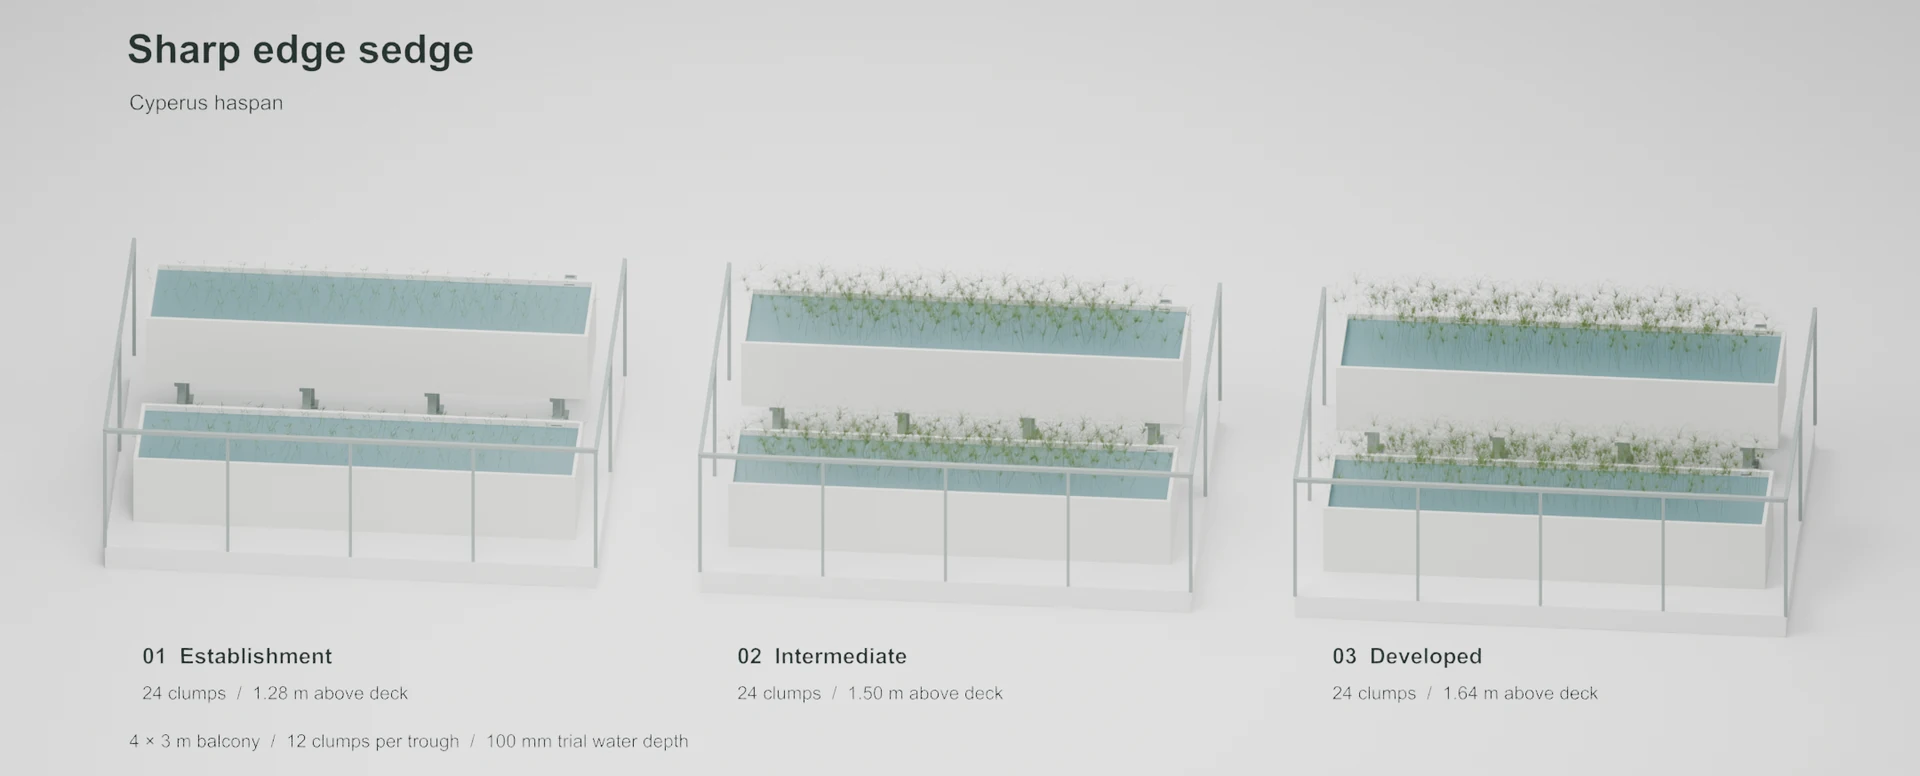 Sharp edge sedge
Cyperus haspan
01 Establishment
24 clumps / 1.28 m above deck
02 Intermediate
24 clumps / 1.50 m above deck
03 Developed
24 clumps / 1.64 m above deck
4 × 3 m balcony / 12 clumps per trough / 100 mm trial water depth